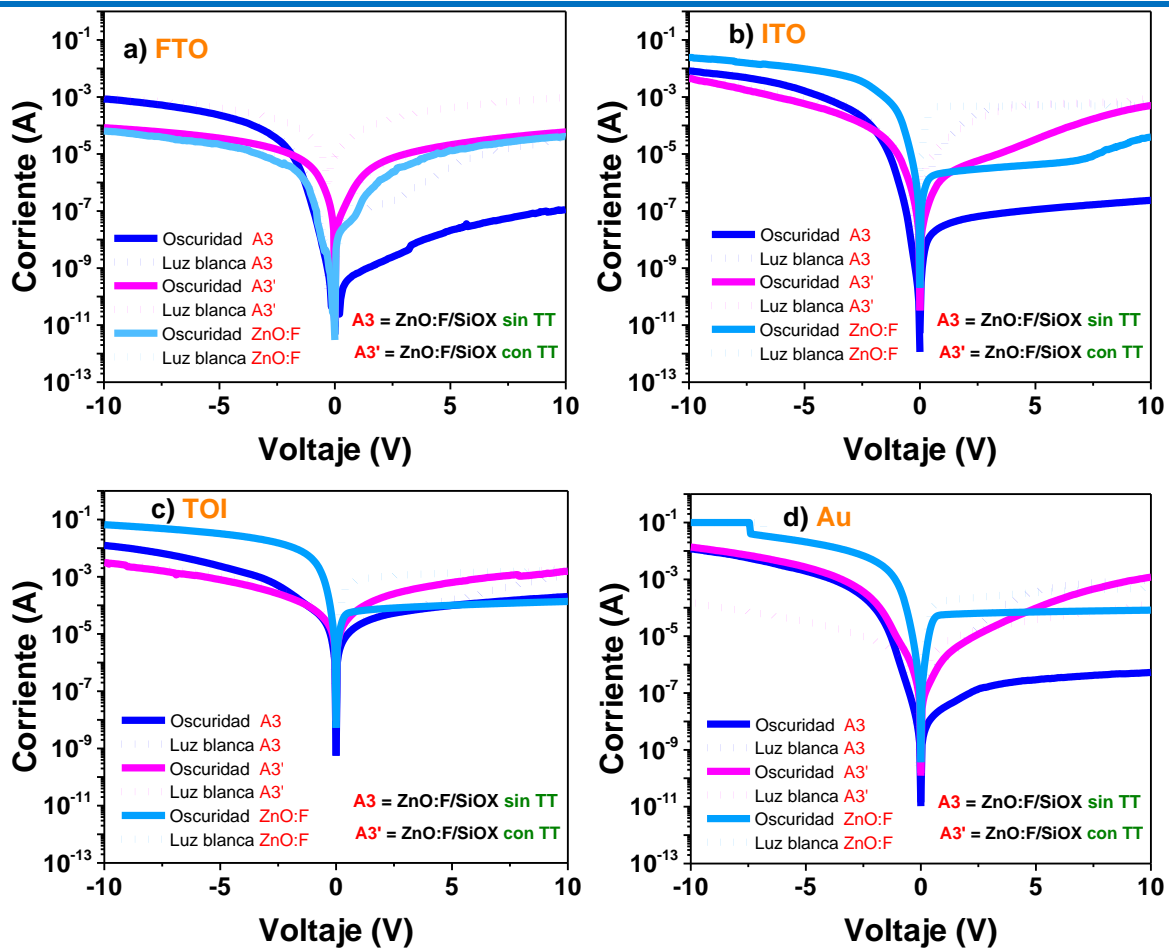 a) FTO
Corriente (A)
10⁻¹
10⁻³
10⁻⁵
10⁻⁷
10⁻⁹
10⁻¹¹
10⁻¹³
Oscuridad A3
Luz blanca A3
Oscuridad A3'
Luz blanca A3'
Oscuridad ZnO:F
Luz blanca ZnO:F
A3 = ZnO:F/SiOX sin TT
A3' = ZnO:F/SiOX con TT
-10 -5 0 5 10
Voltaje (V)
b) ITO
Corriente (A)
10⁻¹
10⁻³
10⁻⁵
10⁻⁷
10⁻⁹
10⁻¹¹
10⁻¹³
Oscuridad A3
Luz blanca A3
Oscuridad A3'
Luz blanca A3'
Oscuridad ZnO:F
Luz blanca ZnO:F
A3 = ZnO:F/SiOX sin TT
A3' = ZnO:F/SiOX con TT
-10 -5 0 5 10
Voltaje (V)
c) TOI
Corriente (A)
10⁻¹
10⁻³
10⁻⁵
10⁻⁷
10⁻⁹
10⁻¹¹
10⁻¹³
Oscuridad A3
Luz blanca A3
Oscuridad A3'
Luz blanca A3'
Oscuridad ZnO:F
Luz blanca ZnO:F
A3 = ZnO:F/SiOX sin TT
A3' = ZnO:F/SiOX con TT
-10 -5 0 5 10
Voltaje (V)
d) Au
Corriente (A)
10⁻¹
10⁻³
10⁻⁵
10⁻⁷
10⁻⁹
10⁻¹¹
10⁻¹³
Oscuridad A3
Luz blanca A3
Oscuridad A3'
Luz blanca A3'
Oscuridad ZnO:F
Luz blanca ZnO:F
A3 = ZnO:F/SiOX sin TT
A3' = ZnO:F/SiOX con TT
-10 -5 0 5 10
Voltaje (V)